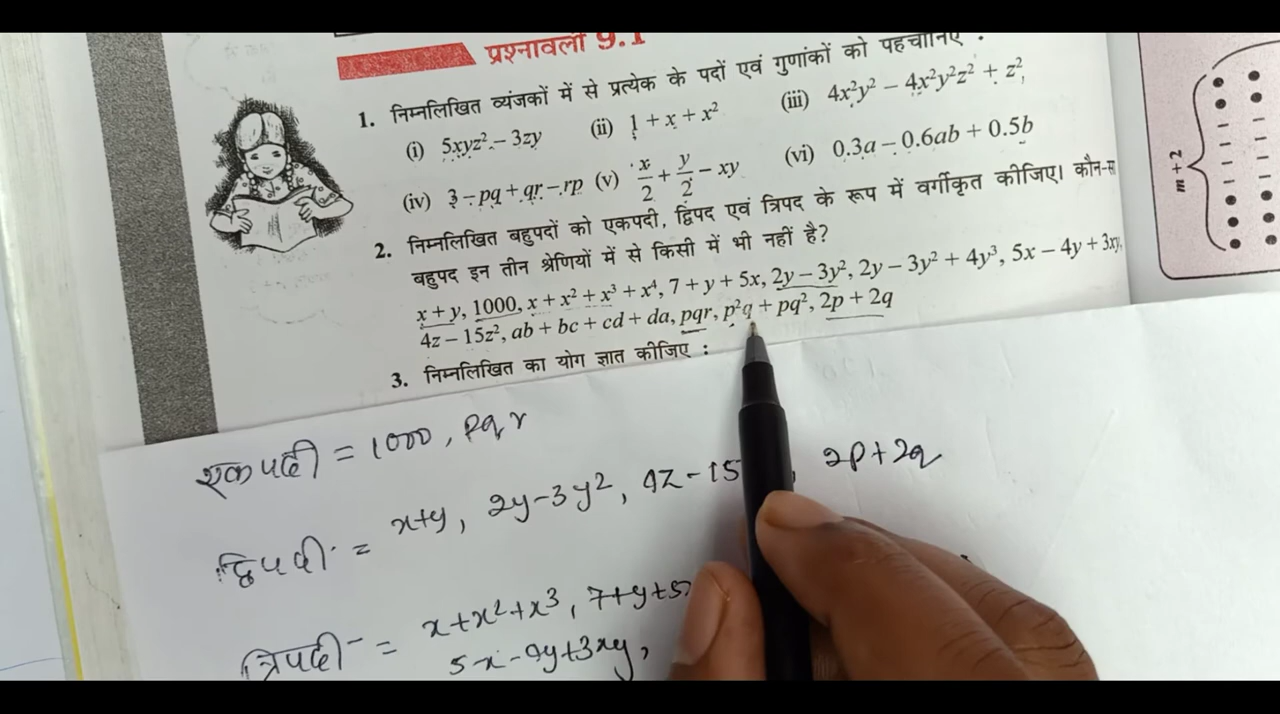 प्रश्नावली 9.1
1. निम्नलिखित व्यंजकों में से प्रत्येक के पदों एवं गुणांकों को पहचानिए :
(i) 5xyz² – 3zy (ii) 1 + x + x² (iii) 4x²y² – 4x²y²z² + z²
(iv) 3 – pq + qr – rp (v) x/2 + y/2 – xy (vi) 0.3a – 0.6ab + 0.5b
2. निम्नलिखित बहुपदों को एकपदी, द्विपद एवं त्रिपद के रूप में वर्गीकृत कीजिए। कौन-स
बहुपद इन तीन श्रेणियों में से किसी में भी नहीं है?
x + y, 1000, x + x² + x³ + x⁴, 7 + y + 5x, 2y – 3y², 2y – 3y² + 4y³, 5x – 4y + 3xy,
4z – 15z², ab + bc + cd + da, pqr, p²q + pq², 2p + 2q
3. निम्नलिखित का योग ज्ञात कीजिए :
m + 2
एकपदी = 1000, pqr
द्विपदी = x+y, 2y-3y², 4z-15 , 2p+2q
त्रिपदी = x+x²+x³, 7+y+5
5x-4y+3xy,